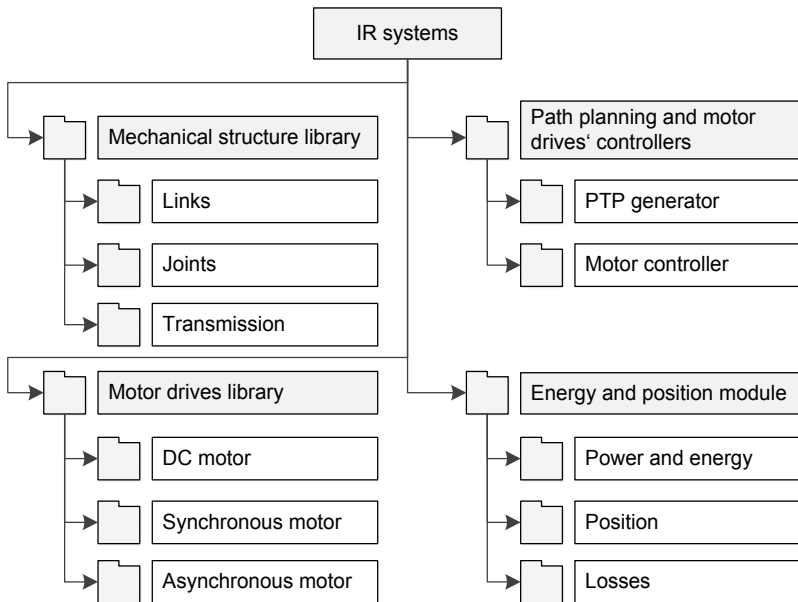 IR systems
Mechanical structure library
Links
Joints
Transmission
Path planning and motor
drives‘ controllers
PTP generator
Motor controller
Motor drives library
DC motor
Synchronous motor
Asynchronous motor
Energy and position module
Power and energy
Position
Losses